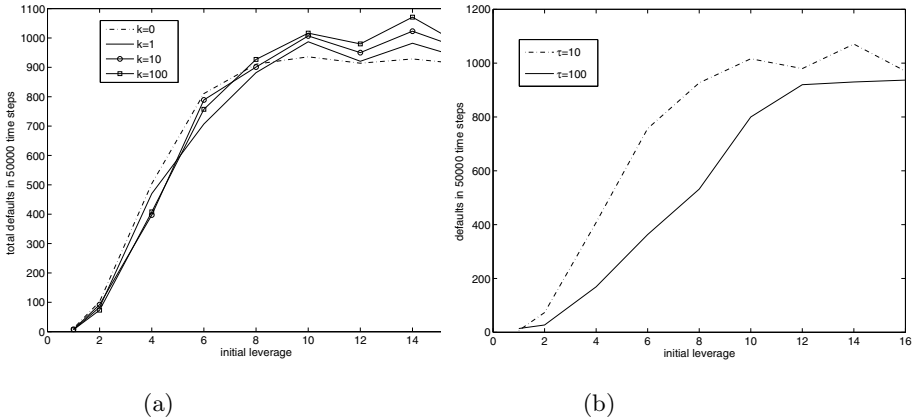 1100
1000
900
800
700
600
500
400
300
200
100
0
total defaults in 50000 time steps
k=0
k=1
k=10
k=100
0 2 4 6 8 10 12 14
initial leverage
(a)
1200
1000
800
600
400
200
0
defaults in 50000 time steps
τ=10
τ=100
0 2 4 6 8 10 12 14 16
initial leverage
(b)